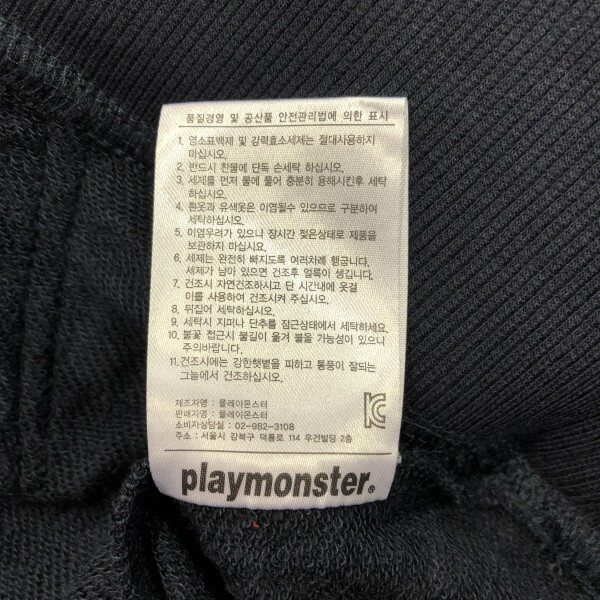 품질경영 및 공산품 안전관리법에 의한 표시
1. 염소표백제 및 강력효소세제는 절대사용하지
마십시오.
2. 반드시 찬물에 단독 손세탁 하십시오.
3. 세제를 먼저 물에 풀어 충분히 용해시킨후 세탁
하십시오.
4. 흰옷과 유색옷은 이염될수 있으므로 구분하여
세탁하십시오.
5. 이염우려가 있으니 장시간 젖은상태로 제품을
보관하지 마십시오.
6. 세제는 완전히 빠지도록 여러차례 행굼니다.
세제가 남아 있으면 건조후 얼룩이 생깁니다.
7. 건조시 자연건조하시고 단 시간내에 옷걸
이를 사용하여 건조시켜 주십시오.
8. 뒤집어 세탁하십시오.
9. 세탁시 지퍼나 단추를 잠근상태에서 세탁하세요.
10. 불꽃 접근시 불길이 옮겨 붙을 가능성이 있으니
주의바랍니다.
11.건조시에는 강한햇볕을 피하고 통풍이 잘되는
그늘에서 건조하십시오.
제조자명 : 플레이몬스터
판매자명 : 플레이몬스터
소비자상담실 : 02-982-3108
주소 : 서울시 강북구 덕릉로 114 우건빌딩 2층
playmonster®